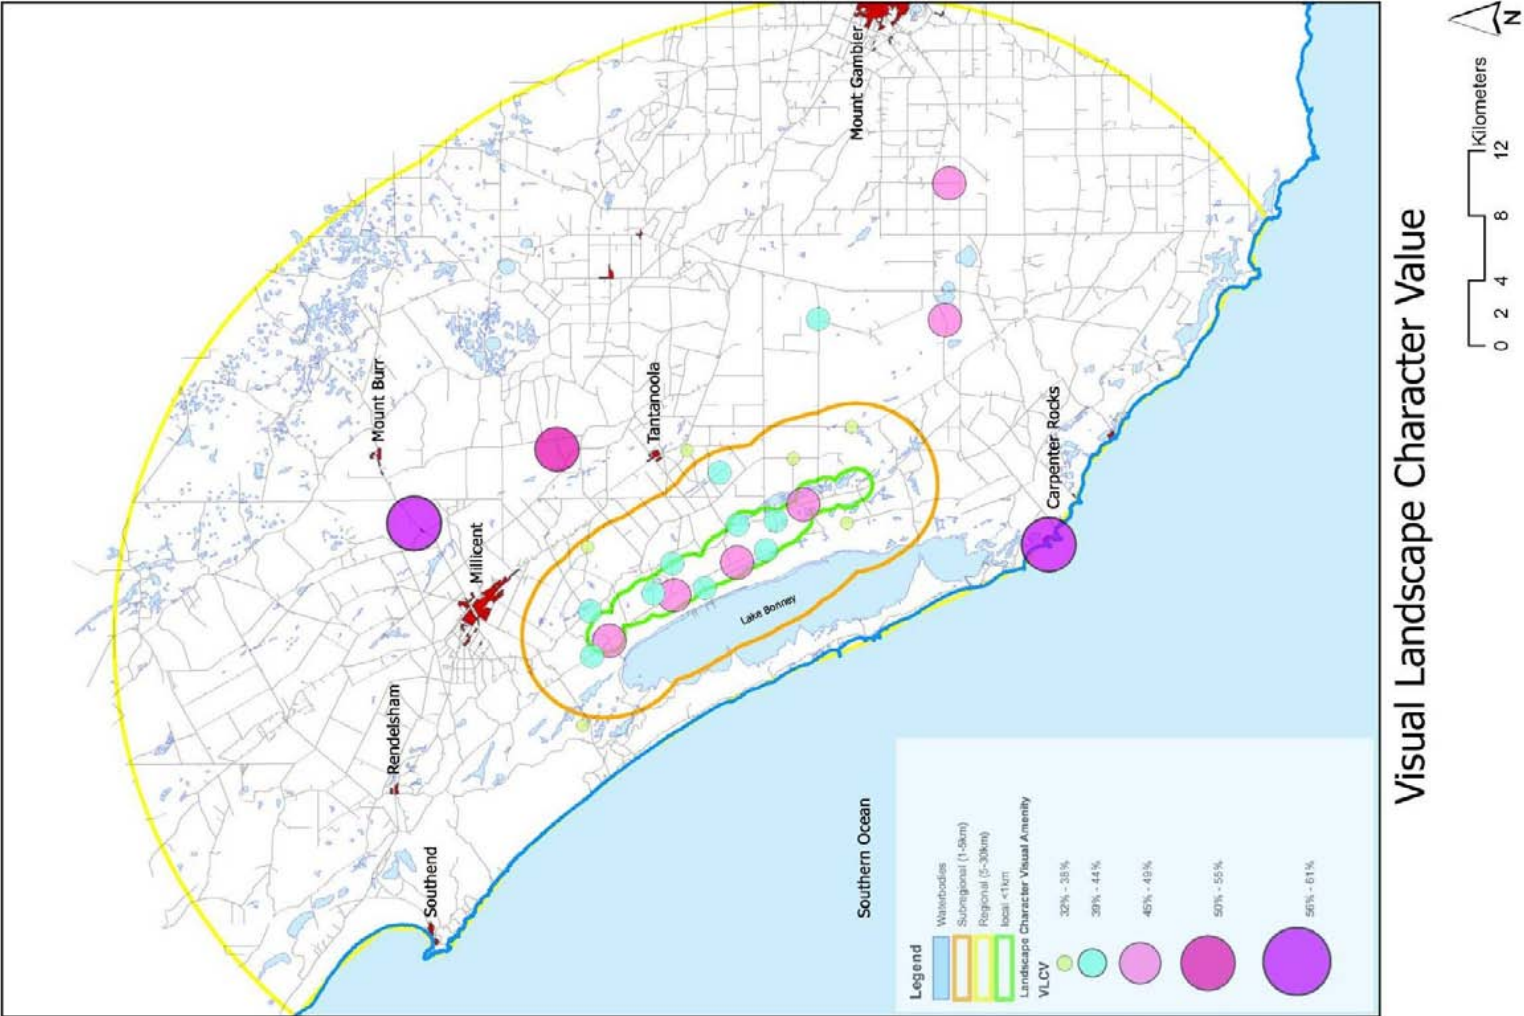 Mount Gambier
Mount Burr
Tantanoola
Carpenter Rocks
Millicent
Lake Bonney
Rendelsham
Southend
Southern Ocean
Legend
Waterbodies
Subregional (1-5km)
Regional (5-30km)
local <1km
Landscape Character Visual Amenity
VLCV
32% - 38%
39% - 44%
45% - 49%
50% - 55%
56% - 61%
Visual Landscape Character Value
0 2 4 8 12
Kilometers
N